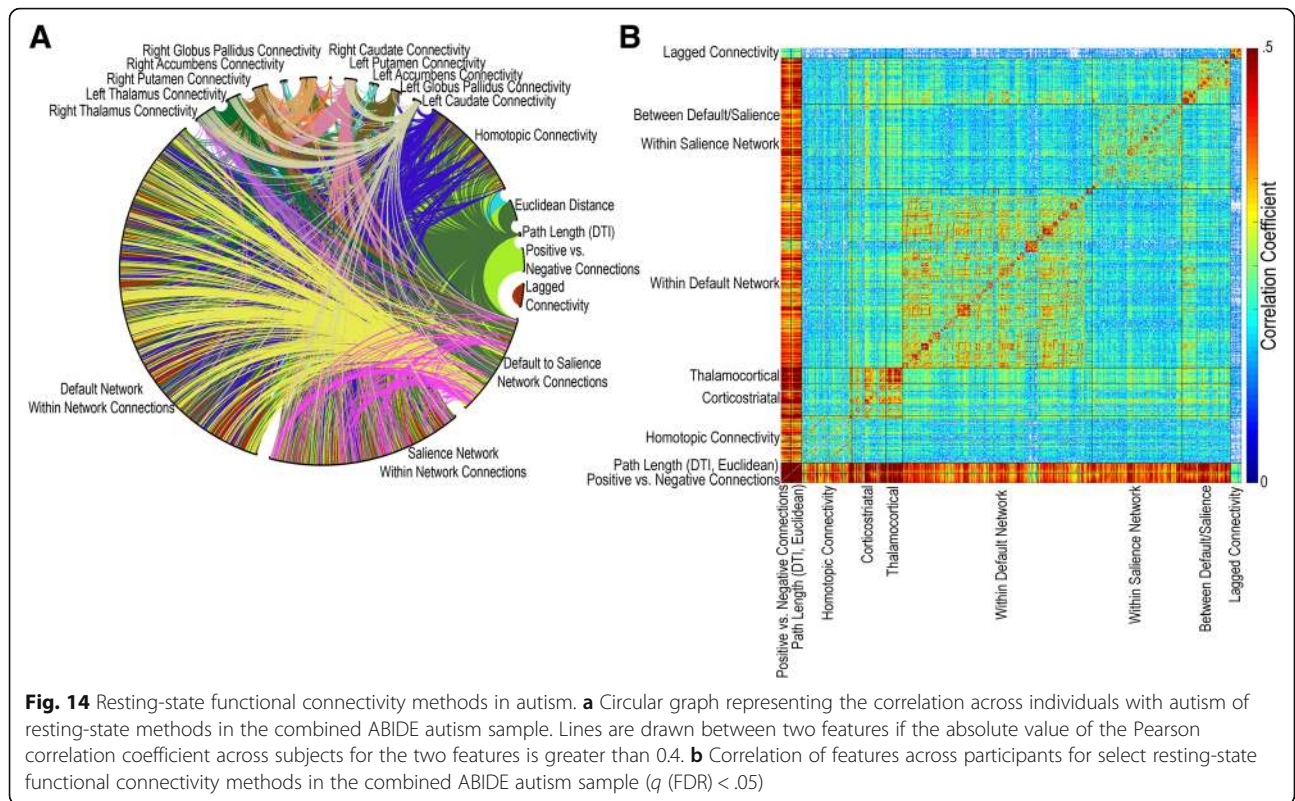 A
Right Globus Pallidus Connectivity
Right Caudate Connectivity
Right Accumbens Connectivity
Left Putamen Connectivity
Right Putamen Connectivity
Left Accumbens Connectivity
Left Thalamus Connectivity
Left Globus Pallidus Connectivity
Right Thalamus Connectivity
Left Caudate Connectivity
Homotopic Connectivity
Euclidean Distance
Path Length (DTI)
Positive vs.
Negative Connections
Lagged
Connectivity
Default to Salience
Network Connections
Default Network
Within Network Connections
Salience Network
Within Network Connections
B
Lagged Connectivity
Between Default/Salience
Within Salience Network
Within Default Network
Thalamocortical
Corticostriatal
Homotopic Connectivity
Path Length (DTI, Euclidean)
Positive vs. Negative Connections
Positive vs. Negative Connections
Path Length (DTI, Euclidean)
Homotopic Connectivity
Corticostriatal
Thalamocortical
Within Default Network
Within Salience Network
Between Default/Salience
Lagged Connectivity
.5
Correlation Coefficient
0
Fig. 14 Resting-state functional connectivity methods in autism. a Circular graph representing the correlation across individuals with autism of
resting-state methods in the combined ABIDE autism sample. Lines are drawn between two features if the absolute value of the Pearson
correlation coefficient across subjects for the two features is greater than 0.4. b Correlation of features across participants for select resting-state
functional connectivity methods in the combined ABIDE autism sample (q (FDR) < .05)